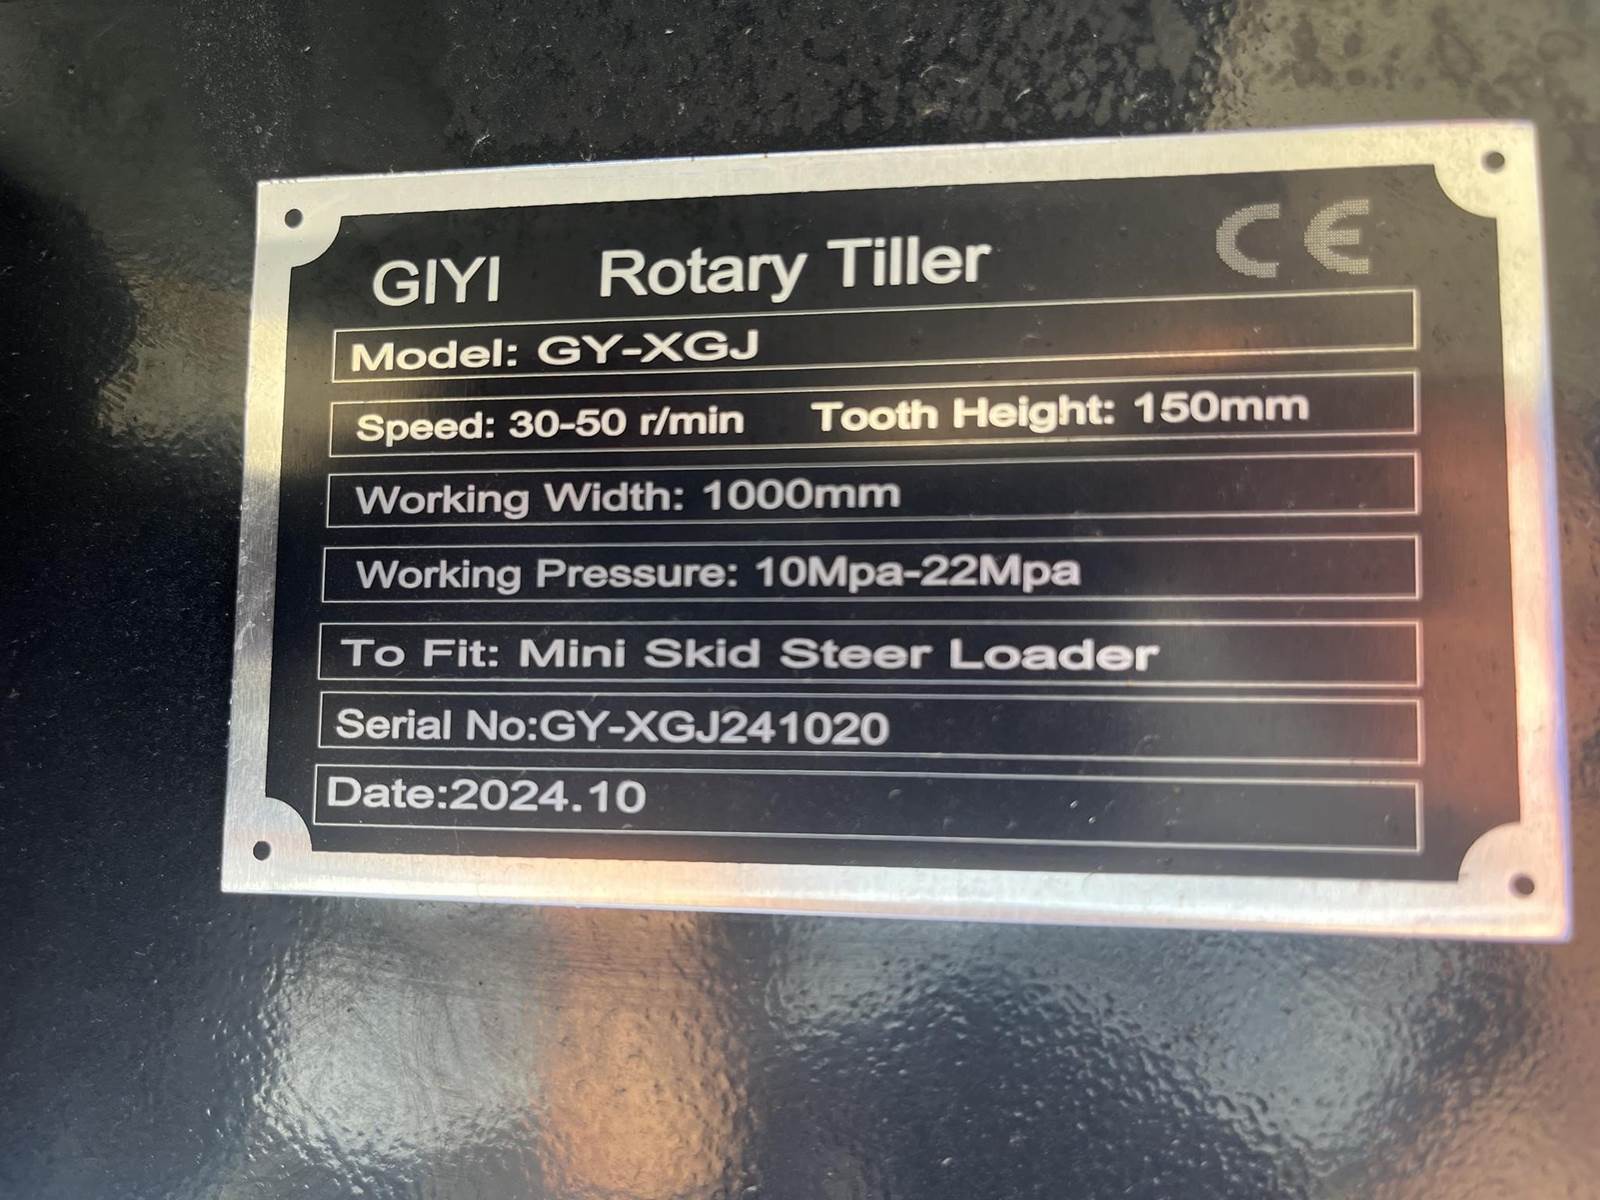 GIYI Rotary Tiller CE
Model: GY-XGJ
Speed: 30-50 r/min Tooth Height: 150mm
Working Width: 1000mm
Working Pressure: 10Mpa-22Mpa
To Fit: Mini Skid Steer Loader
Serial No:GY-XGJ241020
Date:2024.10